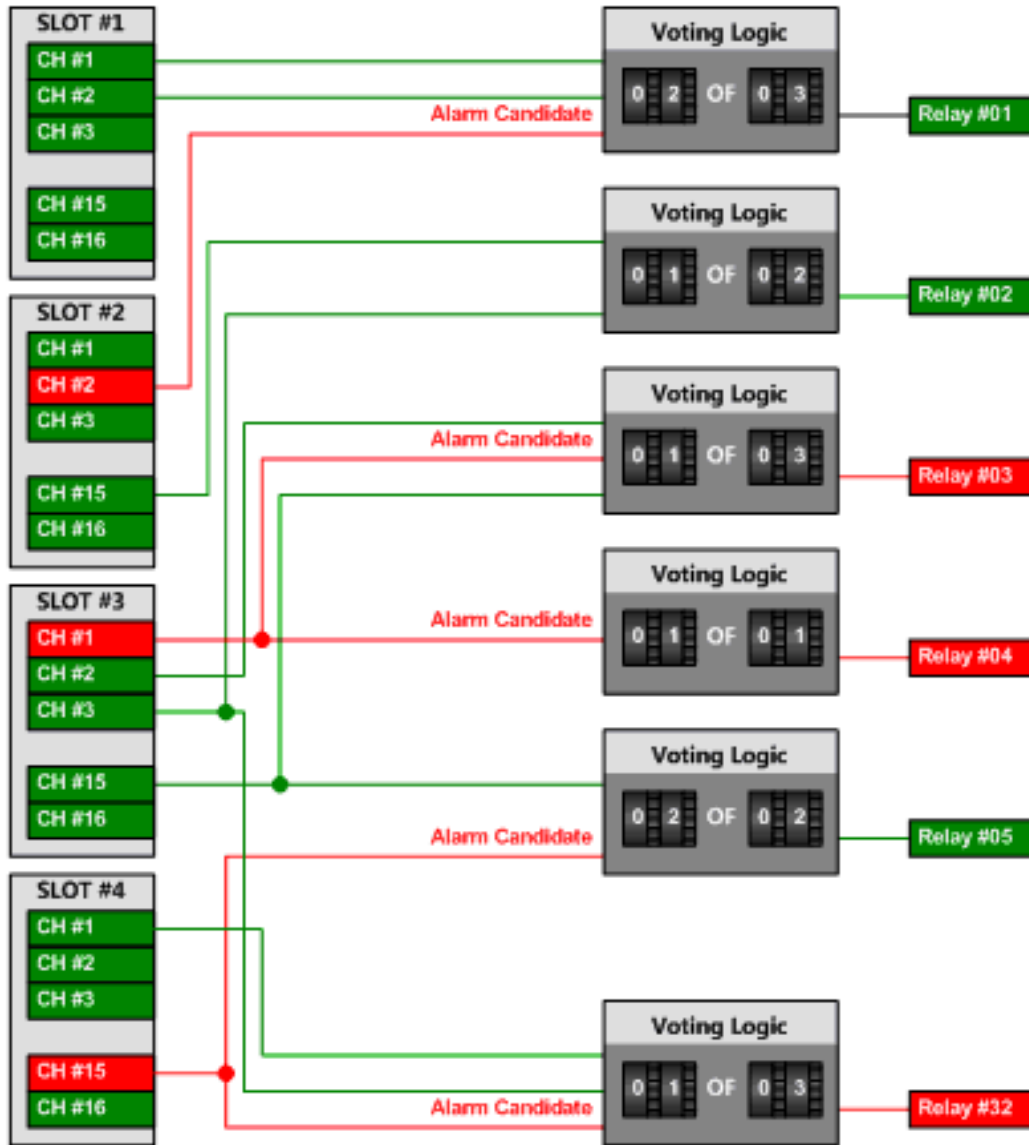 SLOT #1
CH #1
CH #2
CH #3
CH #15
CH #16
SLOT #2
CH #1
CH #2
CH #3
CH #15
CH #16
SLOT #3
CH #1
CH #2
CH #3
CH #15
CH #16
SLOT #4
CH #1
CH #2
CH #3
CH #15
CH #16
Voting Logic
0 2 OF 0 3
Alarm Candidate
Relay #01
Voting Logic
0 1 OF 0 2
Relay #02
Voting Logic
Alarm Candidate
0 1 OF 0 3
Relay #03
Voting Logic
Alarm Candidate
0 1 OF 0 1
Relay #04
Voting Logic
0 2 OF 0 2
Alarm Candidate
Relay #05
Voting Logic
0 1 OF 0 3
Alarm Candidate
Relay #32